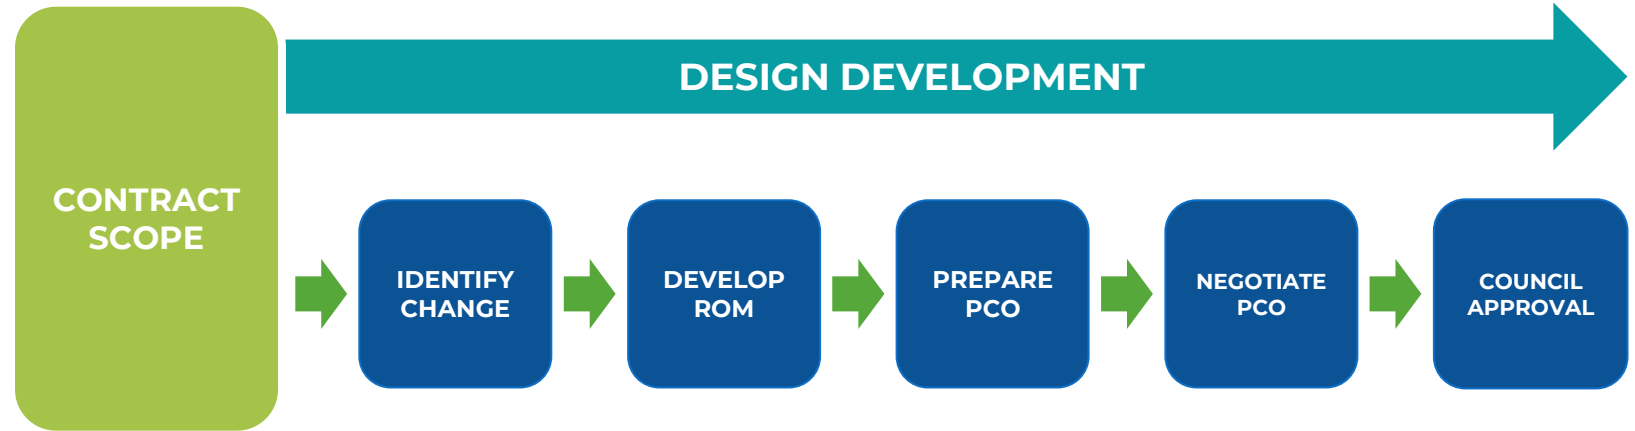 DESIGN DEVELOPMENT
CONTRACT
SCOPE
IDENTIFY
CHANGE
DEVELOP
ROM
PREPARE
PCO
NEGOTIATE
PCO
COUNCIL
APPROVAL